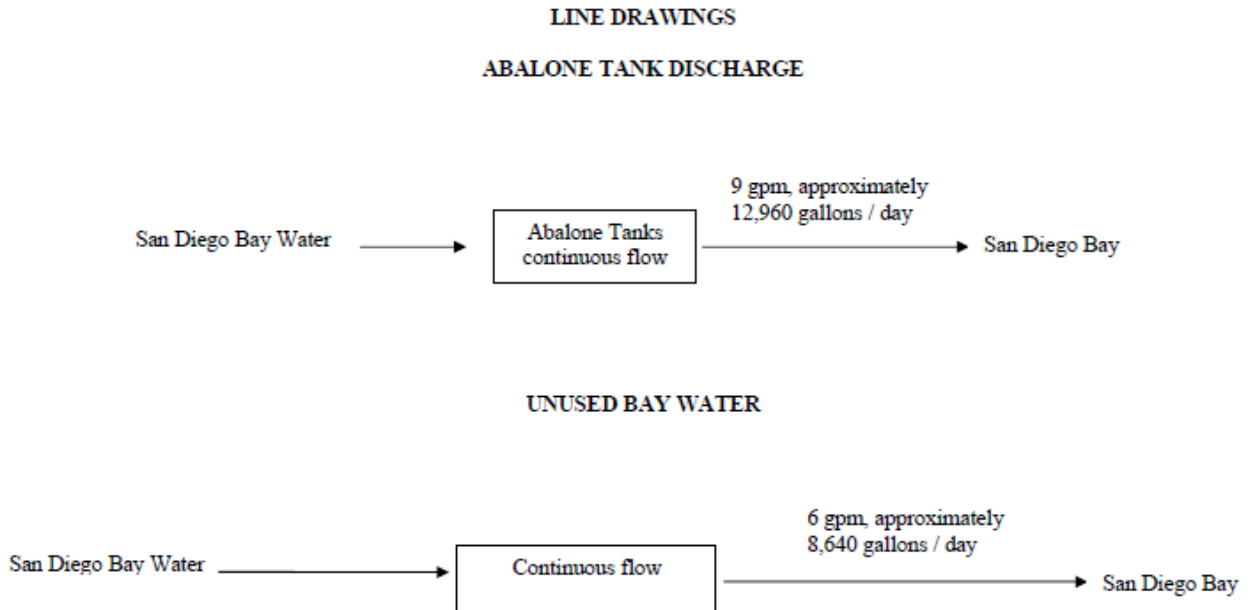 LINE DRAWINGS
ABALONE TANK DISCHARGE
9 gpm, approximately
12,960 gallons / day
San Diego Bay Water
Abalone Tanks
continuous flow
San Diego Bay
UNUSED BAY WATER
6 gpm, approximately
8,640 gallons / day
San Diego Bay Water
Continuous flow
San Diego Bay